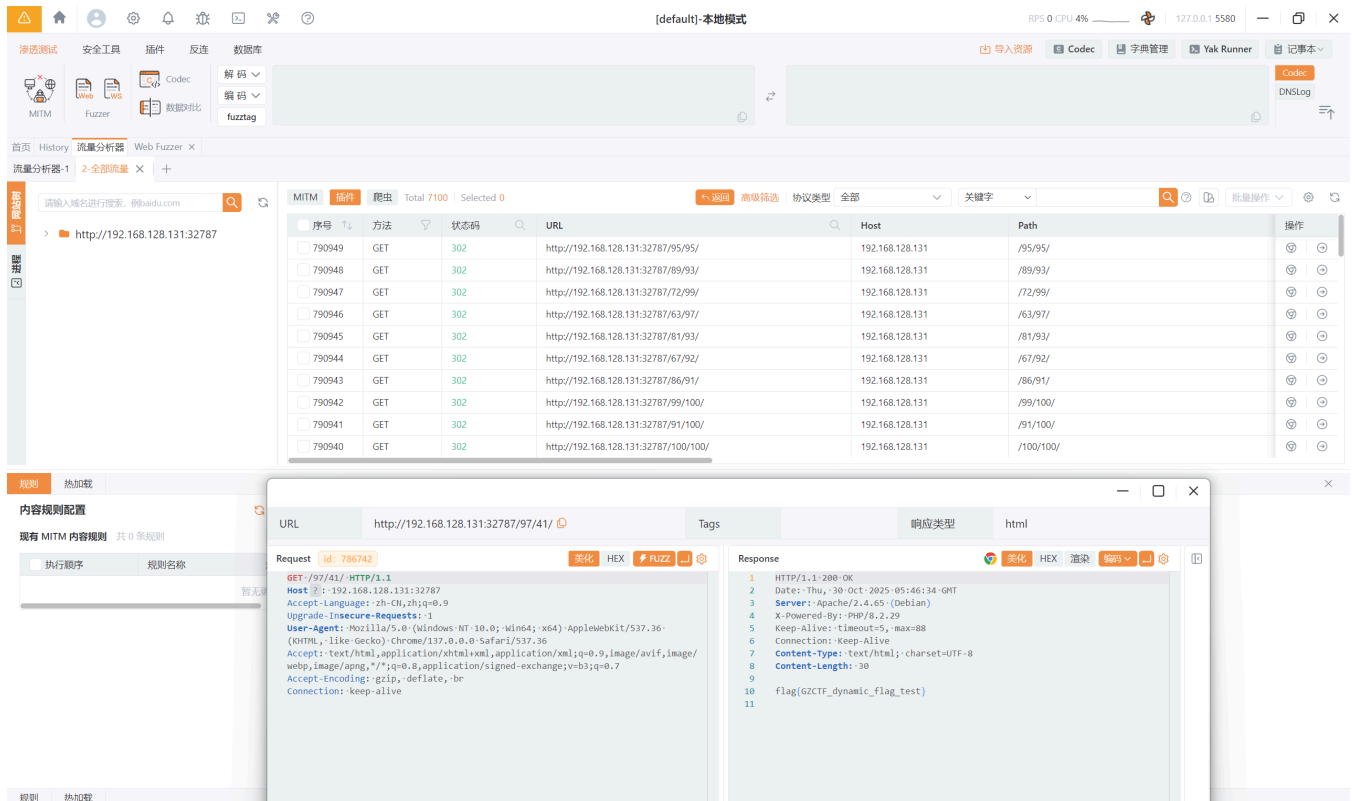 [default]-本地模式
RPS 0 CPU 4%
127.0.0.1 5580
渗透测试 安全工具 插件 反连 数据库
导入资源 Codec 字典管理 Yak Runner 记事本
MITM
Web WS
Fuzzer
Codec
数据对比
解码
编码
fuzztag
Codec
DNSLog
首页 History 流量分析器 Web Fuzzer
流量分析器-1 2-全部流量
网站树
进程
请输入域名进行搜索，例baidu.com
http://192.168.128.131:32787
MITM 插件 爬虫 Total 7100 Selected 0 返回 高级筛选 协议类型 全部 关键字 批量操作
序号 方法 状态码 URL Host Path 操作
790949 GET 302 http://192.168.128.131:32787/95/95/ 192.168.128.131 /95/95/
790948 GET 302 http://192.168.128.131:32787/89/93/ 192.168.128.131 /89/93/
790947 GET 302 http://192.168.128.131:32787/72/99/ 192.168.128.131 /72/99/
790946 GET 302 http://192.168.128.131:32787/63/97/ 192.168.128.131 /63/97/
790945 GET 302 http://192.168.128.131:32787/81/93/ 192.168.128.131 /81/93/
790944 GET 302 http://192.168.128.131:32787/67/92/ 192.168.128.131 /67/92/
790943 GET 302 http://192.168.128.131:32787/86/91/ 192.168.128.131 /86/91/
790942 GET 302 http://192.168.128.131:32787/99/100/ 192.168.128.131 /99/100/
790941 GET 302 http://192.168.128.131:32787/91/100/ 192.168.128.131 /91/100/
790940 GET 302 http://192.168.128.131:32787/100/100/ 192.168.128.131 /100/100/
规则 热加载
内容规则配置
现有 MITM 内容规则 共 0 条规则
执行顺序 规则名称
暂无
URL http://192.168.128.131:32787/97/41/ Tags 响应类型 html
Request id: 786742 美化 HEX FUZZ
GET /97/41/ HTTP/1.1
Host ? : 192.168.128.131:32787
Accept-Language: zh-CN,zh;q=0.9
Upgrade-Insecure-Requests: 1
User-Agent: Mozilla/5.0 (Windows NT 10.0; Win64; x64) AppleWebKit/537.36
(KHTML, like Gecko) Chrome/137.0.0.0 Safari/537.36
Accept: text/html,application/xhtml+xml,application/xml;q=0.9,image/avif,image/
webp,image/apng,*/*;q=0.8,application/signed-exchange;v=b3;q=0.7
Accept-Encoding: gzip, deflate, br
Connection: keep-alive
Response 美化 HEX 渲染 编码
1 HTTP/1.1 200 OK
2 Date: Thu, 30 Oct 2025 05:46:34 GMT
3 Server: Apache/2.4.65 (Debian)
4 X-Powered-By: PHP/8.2.29
5 Keep-Alive: timeout=5, max=88
6 Connection: Keep-Alive
7 Content-Type: text/html; charset=UTF-8
8 Content-Length: 30
9
10 flag{GZCTF_dynamic_flag_test}
11
规则 热加载